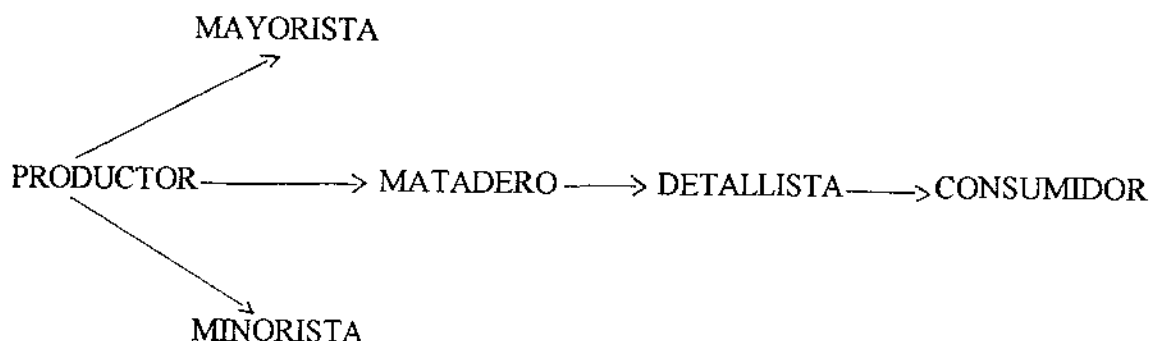 MAYORISTA
PRODUCTOR MATADERO DETALLISTA CONSUMIDOR
MINORISTA